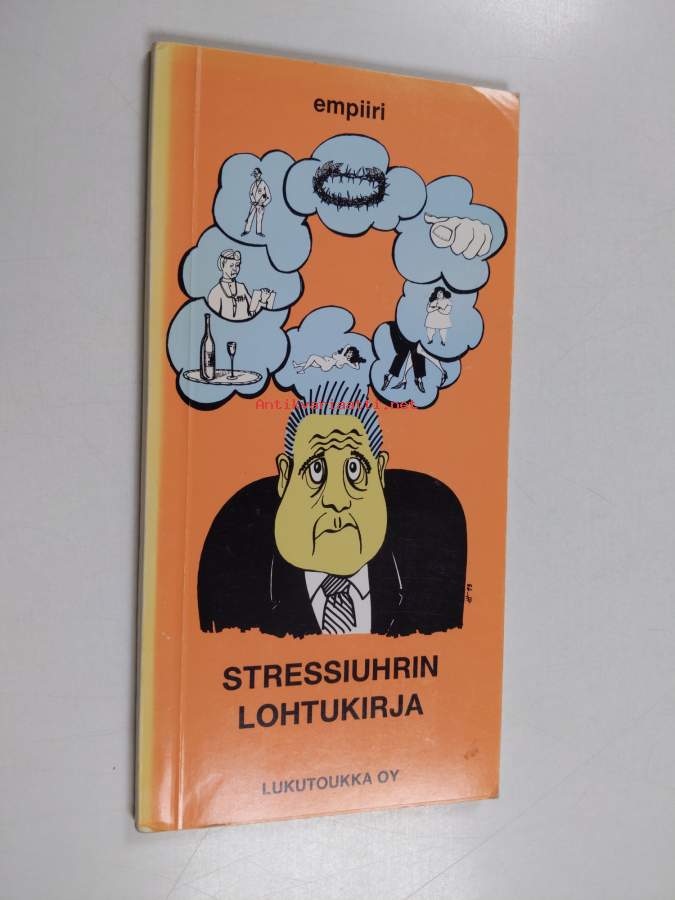 empiiri
Antikvariaatti.net
STRESSIUHRIN
LOHTUKIRJA
LUKUTOUKKA OY